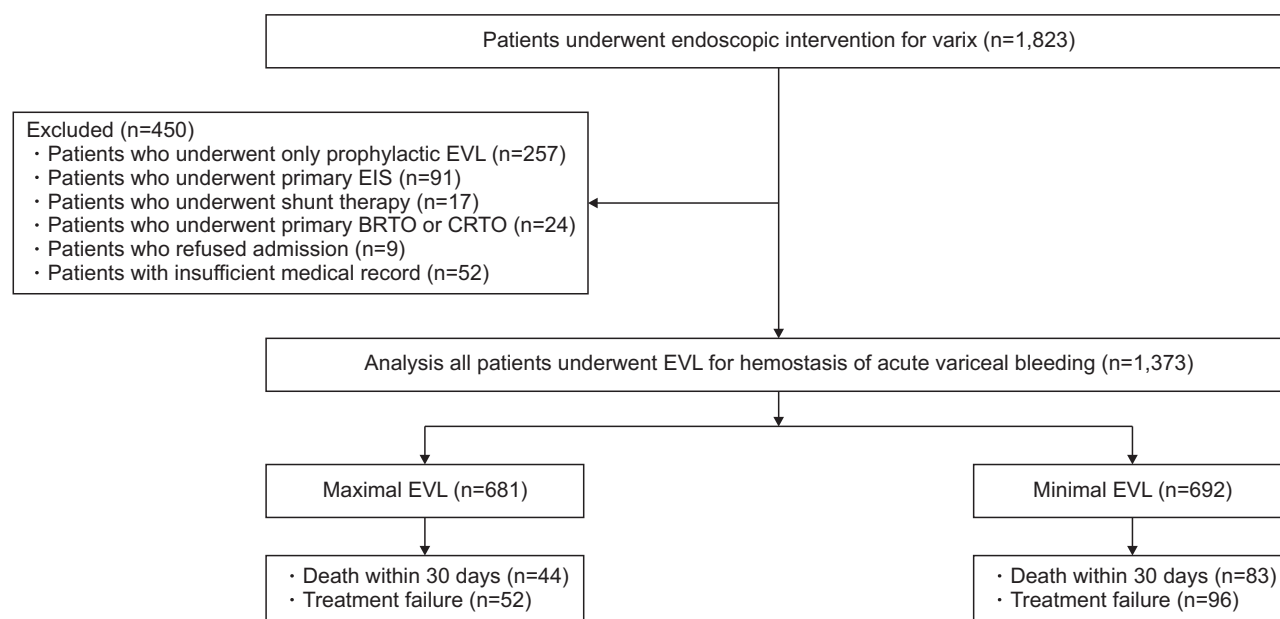 Patients underwent endoscopic intervention for varix (n=1,823)
Excluded (n=450)
· Patients who underwent only prophylactic EVL (n=257)
· Patients who underwent primary EIS (n=91)
· Patients who underwent shunt therapy (n=17)
· Patients who underwent primary BRTO or CRTO (n=24)
· Patients who refused admission (n=9)
· Patients with insufficient medical record (n=52)
Analysis all patients underwent EVL for hemostasis of acute variceal bleeding (n=1,373)
Maximal EVL (n=681)
Minimal EVL (n=692)
· Death within 30 days (n=44)
· Treatment failure (n=52)
· Death within 30 days (n=83)
· Treatment failure (n=96)